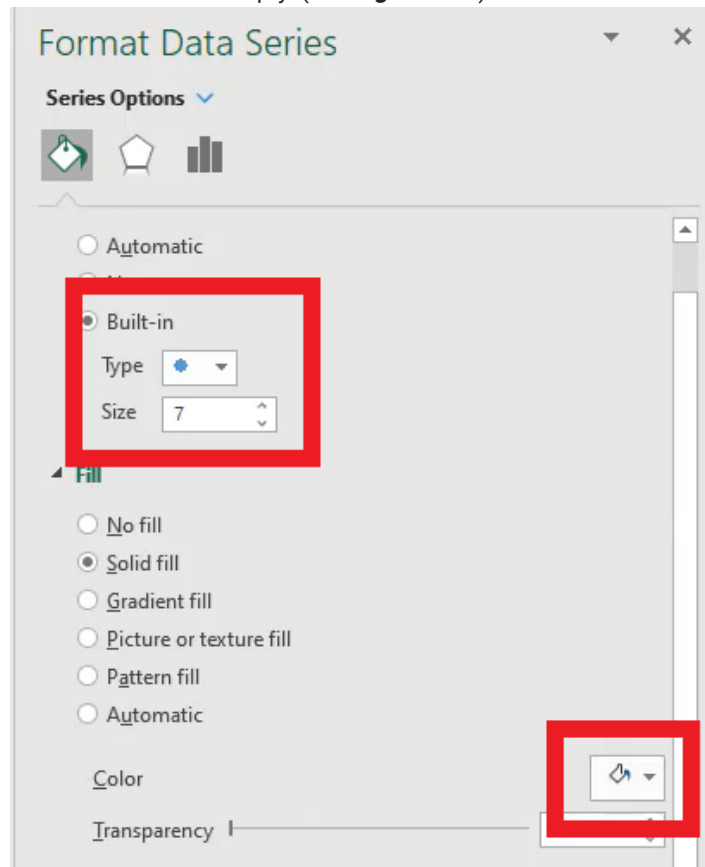 Format Data Series
Series Options
Automatic
Built-in
Type
Size 7
Fill
No fill
Solid fill
Gradient fill
Picture or texture fill
Pattern fill
Automatic
Color
Transparency